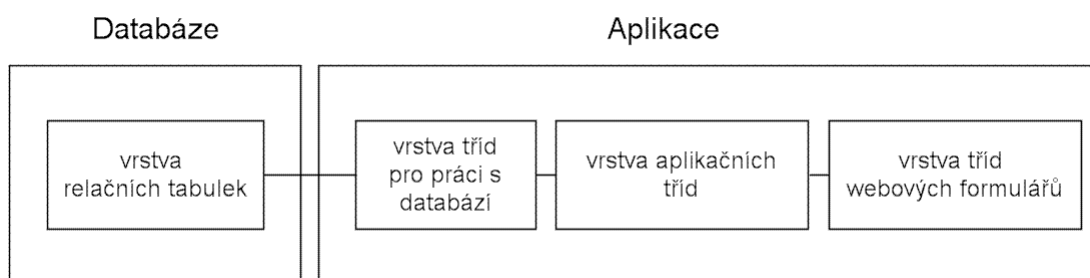 Databáze
Aplikace
vrstva
relačních tabulek
vrstva tříd
pro práci s
databází
vrstva aplikačních
tříd
vrstva tříd
webových formulářů